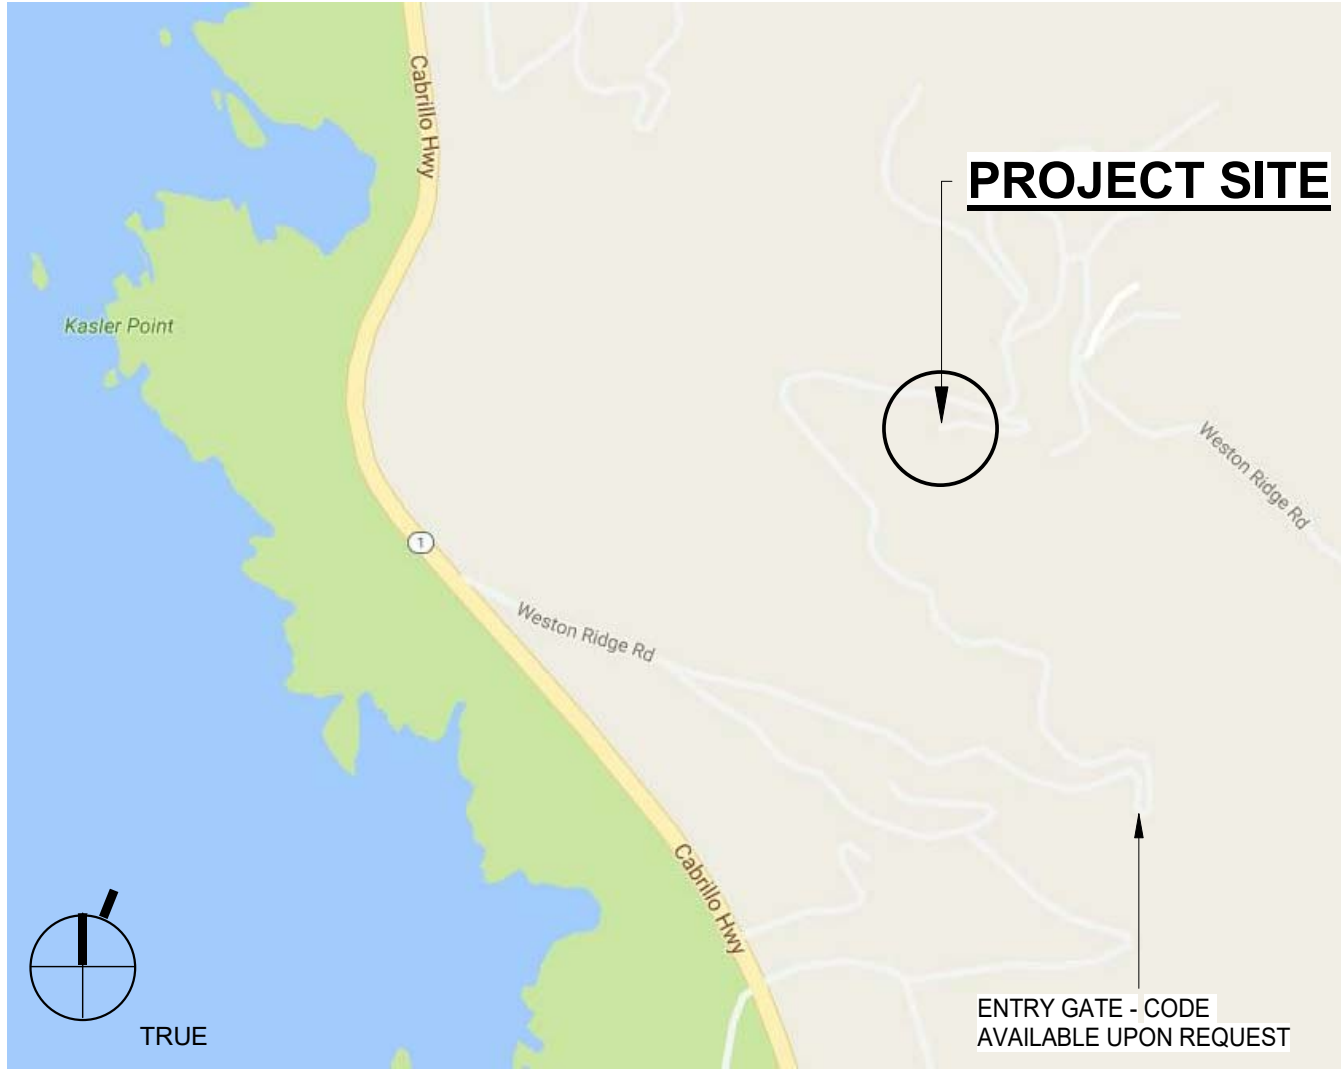 Cabrillo Hwy
PROJECT SITE
Kasler Point
Weston Ridge Rd
1
Weston Ridge Rd
Cabrillo Hwy
ENTRY GATE - CODE
AVAILABLE UPON REQUEST
TRUE